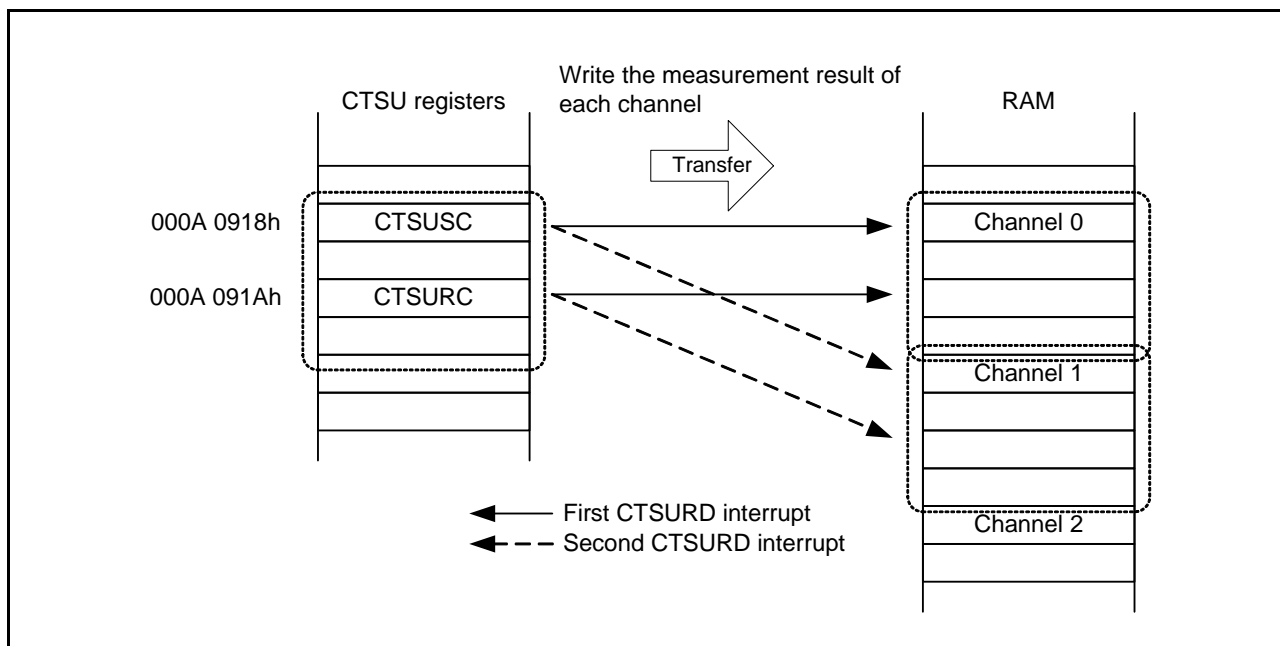 Write the measurement result of
each channel
CTSU registers
RAM
Transfer
000A 0918h
CTSUSC
Channel 0
000A 091Ah
CTSURC
Channel 1
First CTSURD interrupt
Second CTSURD interrupt
Channel 2